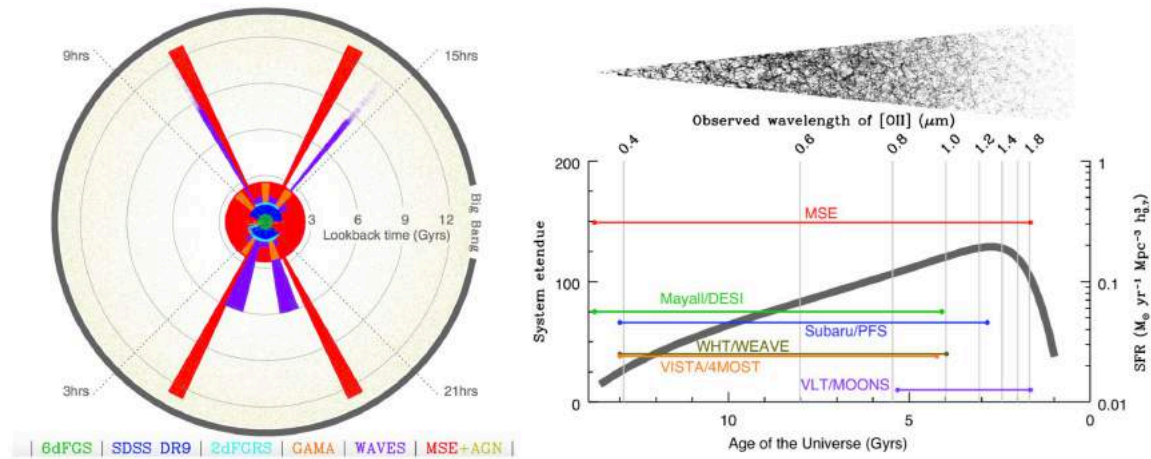 9hrs
15hrs
3
6
9
12
Lookback time (Gyrs)
Big Bang
3hrs
21hrs
| 6dFGS | SDSS DR9 | 2dFGRS | GAMA | WAVES | MSE+AGN |
Observed wavelength of [OII] (μm)
0.4
0.6
0.8
1.0
1.2
1.4
1.8
200
100
0
System etendue
MSE
Mayall/DESI
Subaru/PFS
WHT/WEAVE
VISTA/4MOST
VLT/MOONS
1
0.1
0.01
SFR (M⊙ yr⁻¹ Mpc⁻³ h³₀.₇)
10
5
0
Age of the Universe (Gyrs)